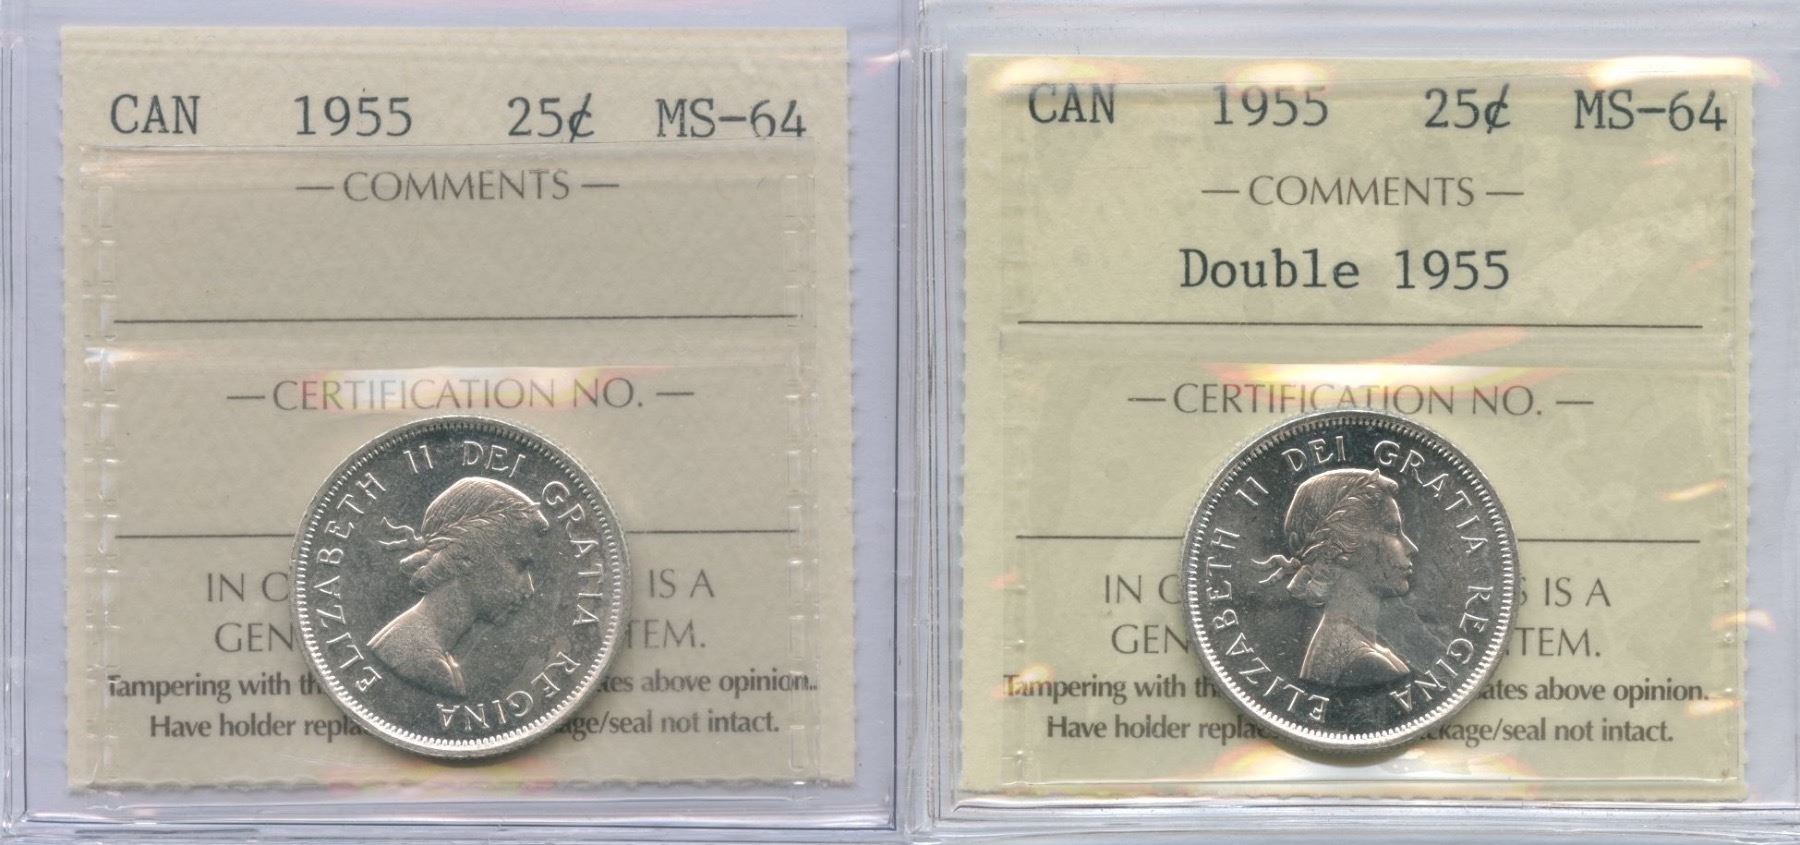 CAN 1955 25¢ MS-64
— COMMENTS —
— CERTIFICATION NO. —
ELIZABETH II DEI GRATIA REGINA
IN C IS A
GEN TEM.
Tampering with th tes above opinion..
Have holder repla age/seal not intact.
CAN 1955 25¢ MS-64
— COMMENTS —
Double 1955
— CERTIFICATION NO. —
ELIZABETH II DEI GRATIA REGINA
IN C S IS A
GEN TEM.
Tampering with th ates above opinion.
Have holder repla ckage/seal not intact.